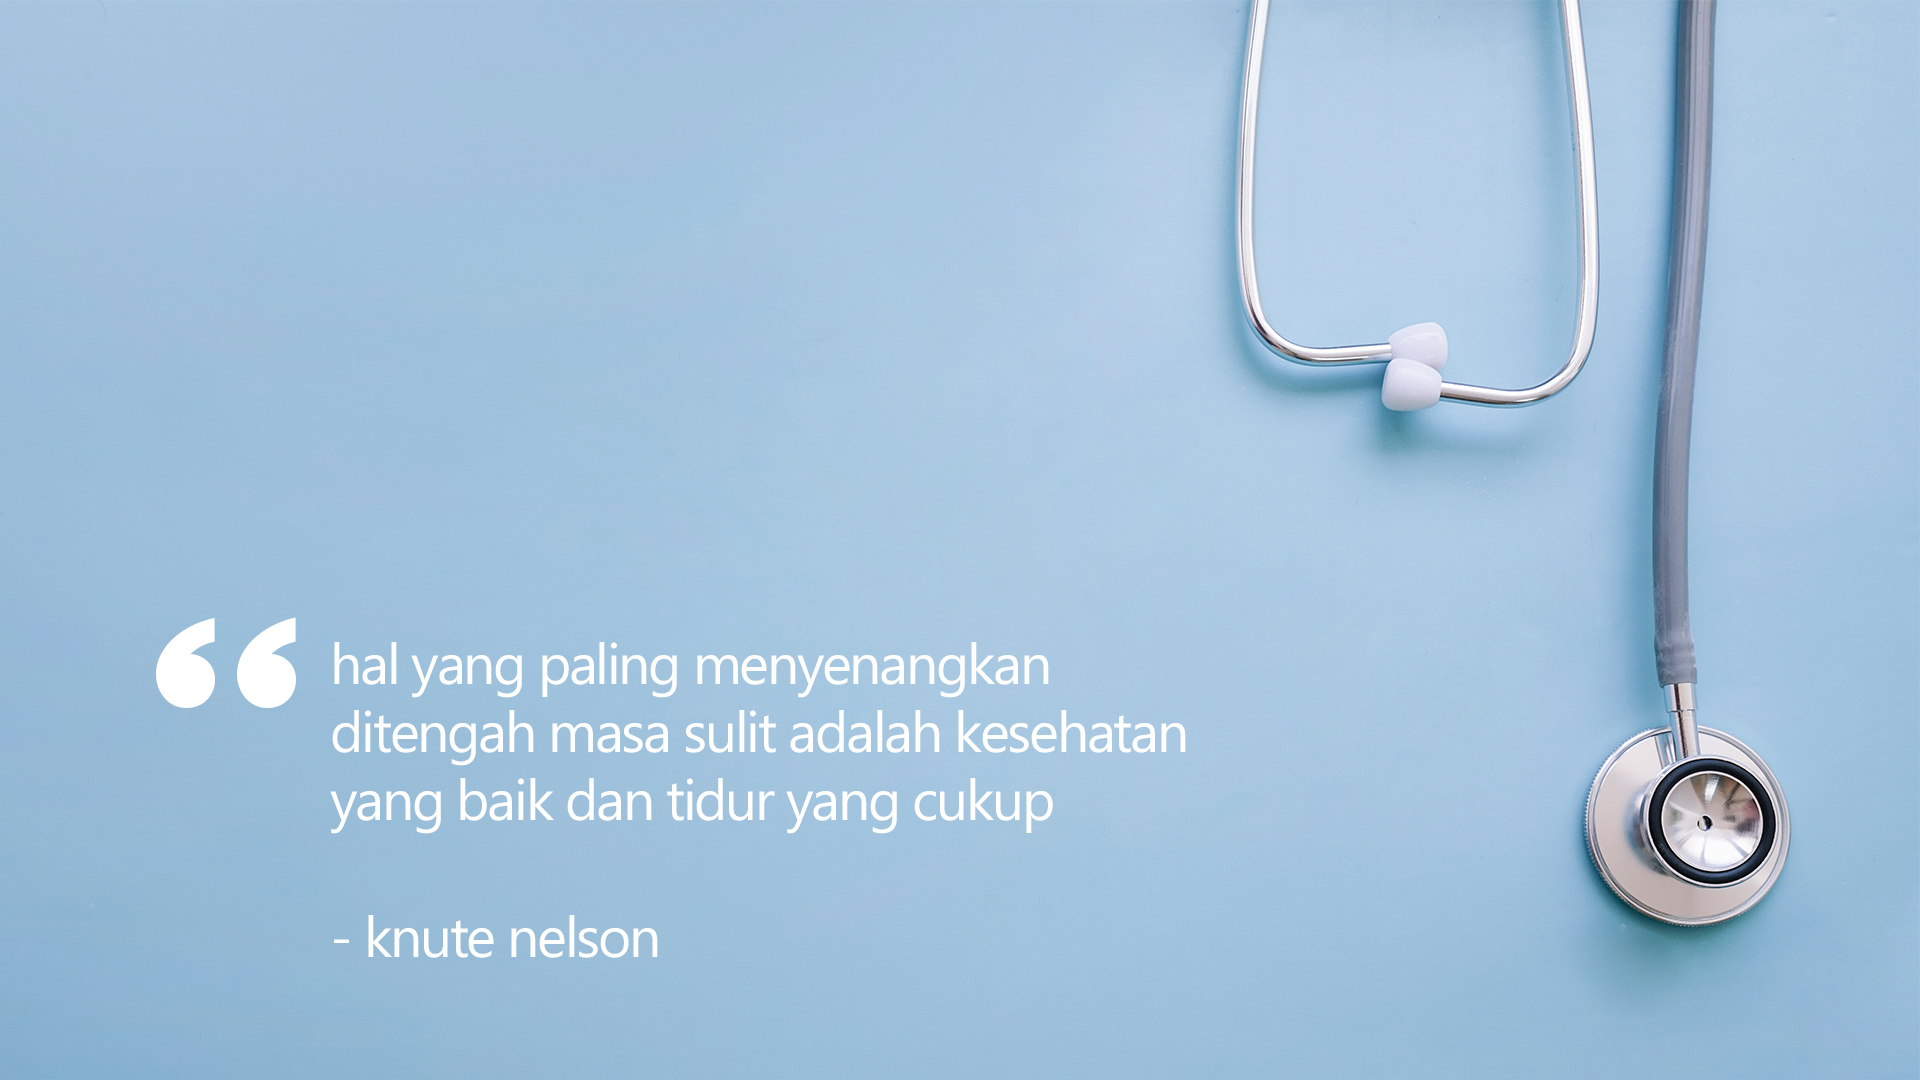 “ hal yang paling menyenangkan
ditengah masa sulit adalah kesehatan
yang baik dan tidur yang cukup
- knute nelson